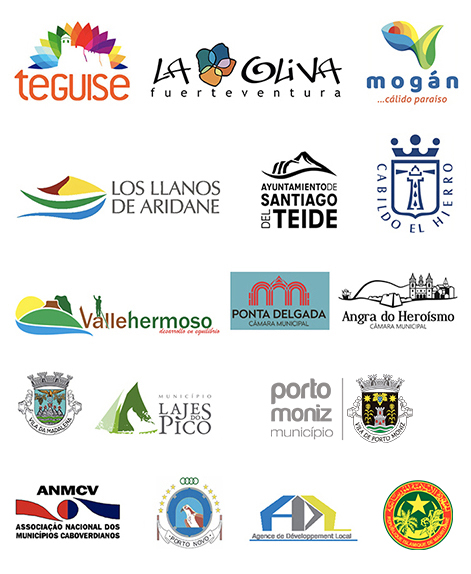 teGUISE
LA OLIVA
fuerteventura
mogán
...cálido paraíso
LOS LLANOS
DE ARIDANE
AYUNTAMIENTO DE
SANTIAGO
DEL TEIDE
CABILDO EL HIERRO
Vallehermoso
desarrollo en equilibrio
PONTA DELGADA
CÂMARA MUNICIPAL
Angra do Heroísmo
CÂMARA MUNICIPAL
VILA DA MADALENA
MUNICÍPIO
LAJES
DO
PICO
porto
moniz
município
VILA DE PORTO MONIZ
ANMCV
ASSOCIAÇÃO NACIONAL DOS
MUNICÍPIOS CABOVERDIANOS
PORTO NOVO
ADL
Agence de Développement Local